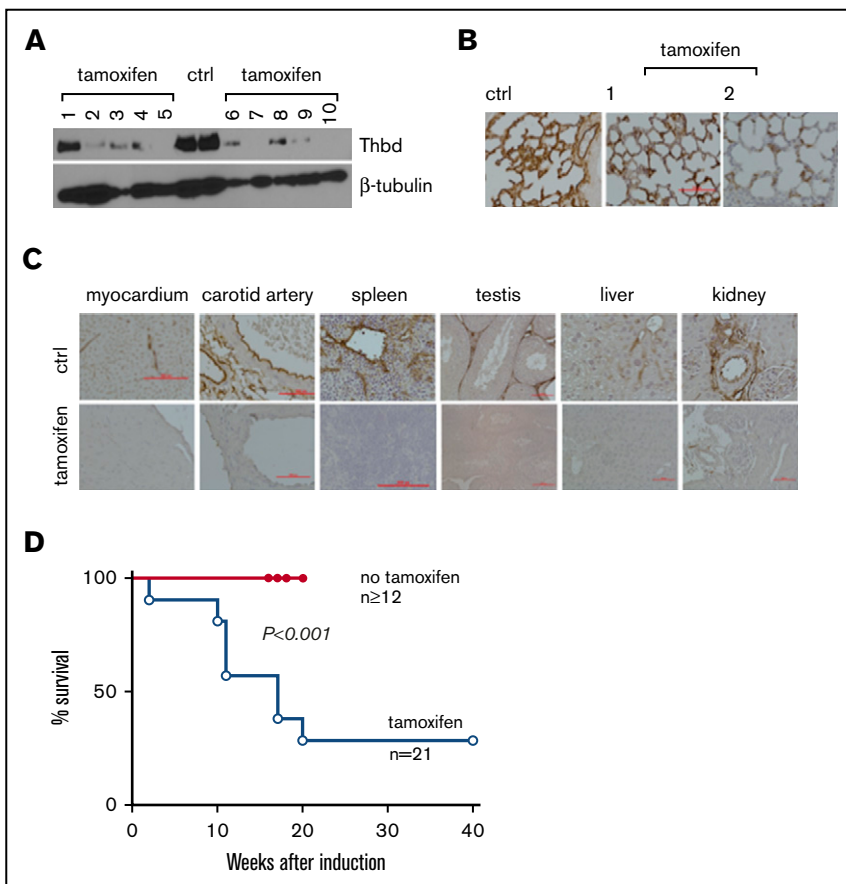 A
tamoxifen ctrl tamoxifen
1 2 3 4 5 6 7 8 9 10
Thbd
β-tubulin
B
tamoxifen
ctrl 1 2
C
myocardium carotid artery spleen testis liver kidney
ctrl
tamoxifen
D
100
50
0
% survival
no tamoxifen
n≥12
P<0.001
tamoxifen
n=21
0 10 20 30 40
Weeks after induction